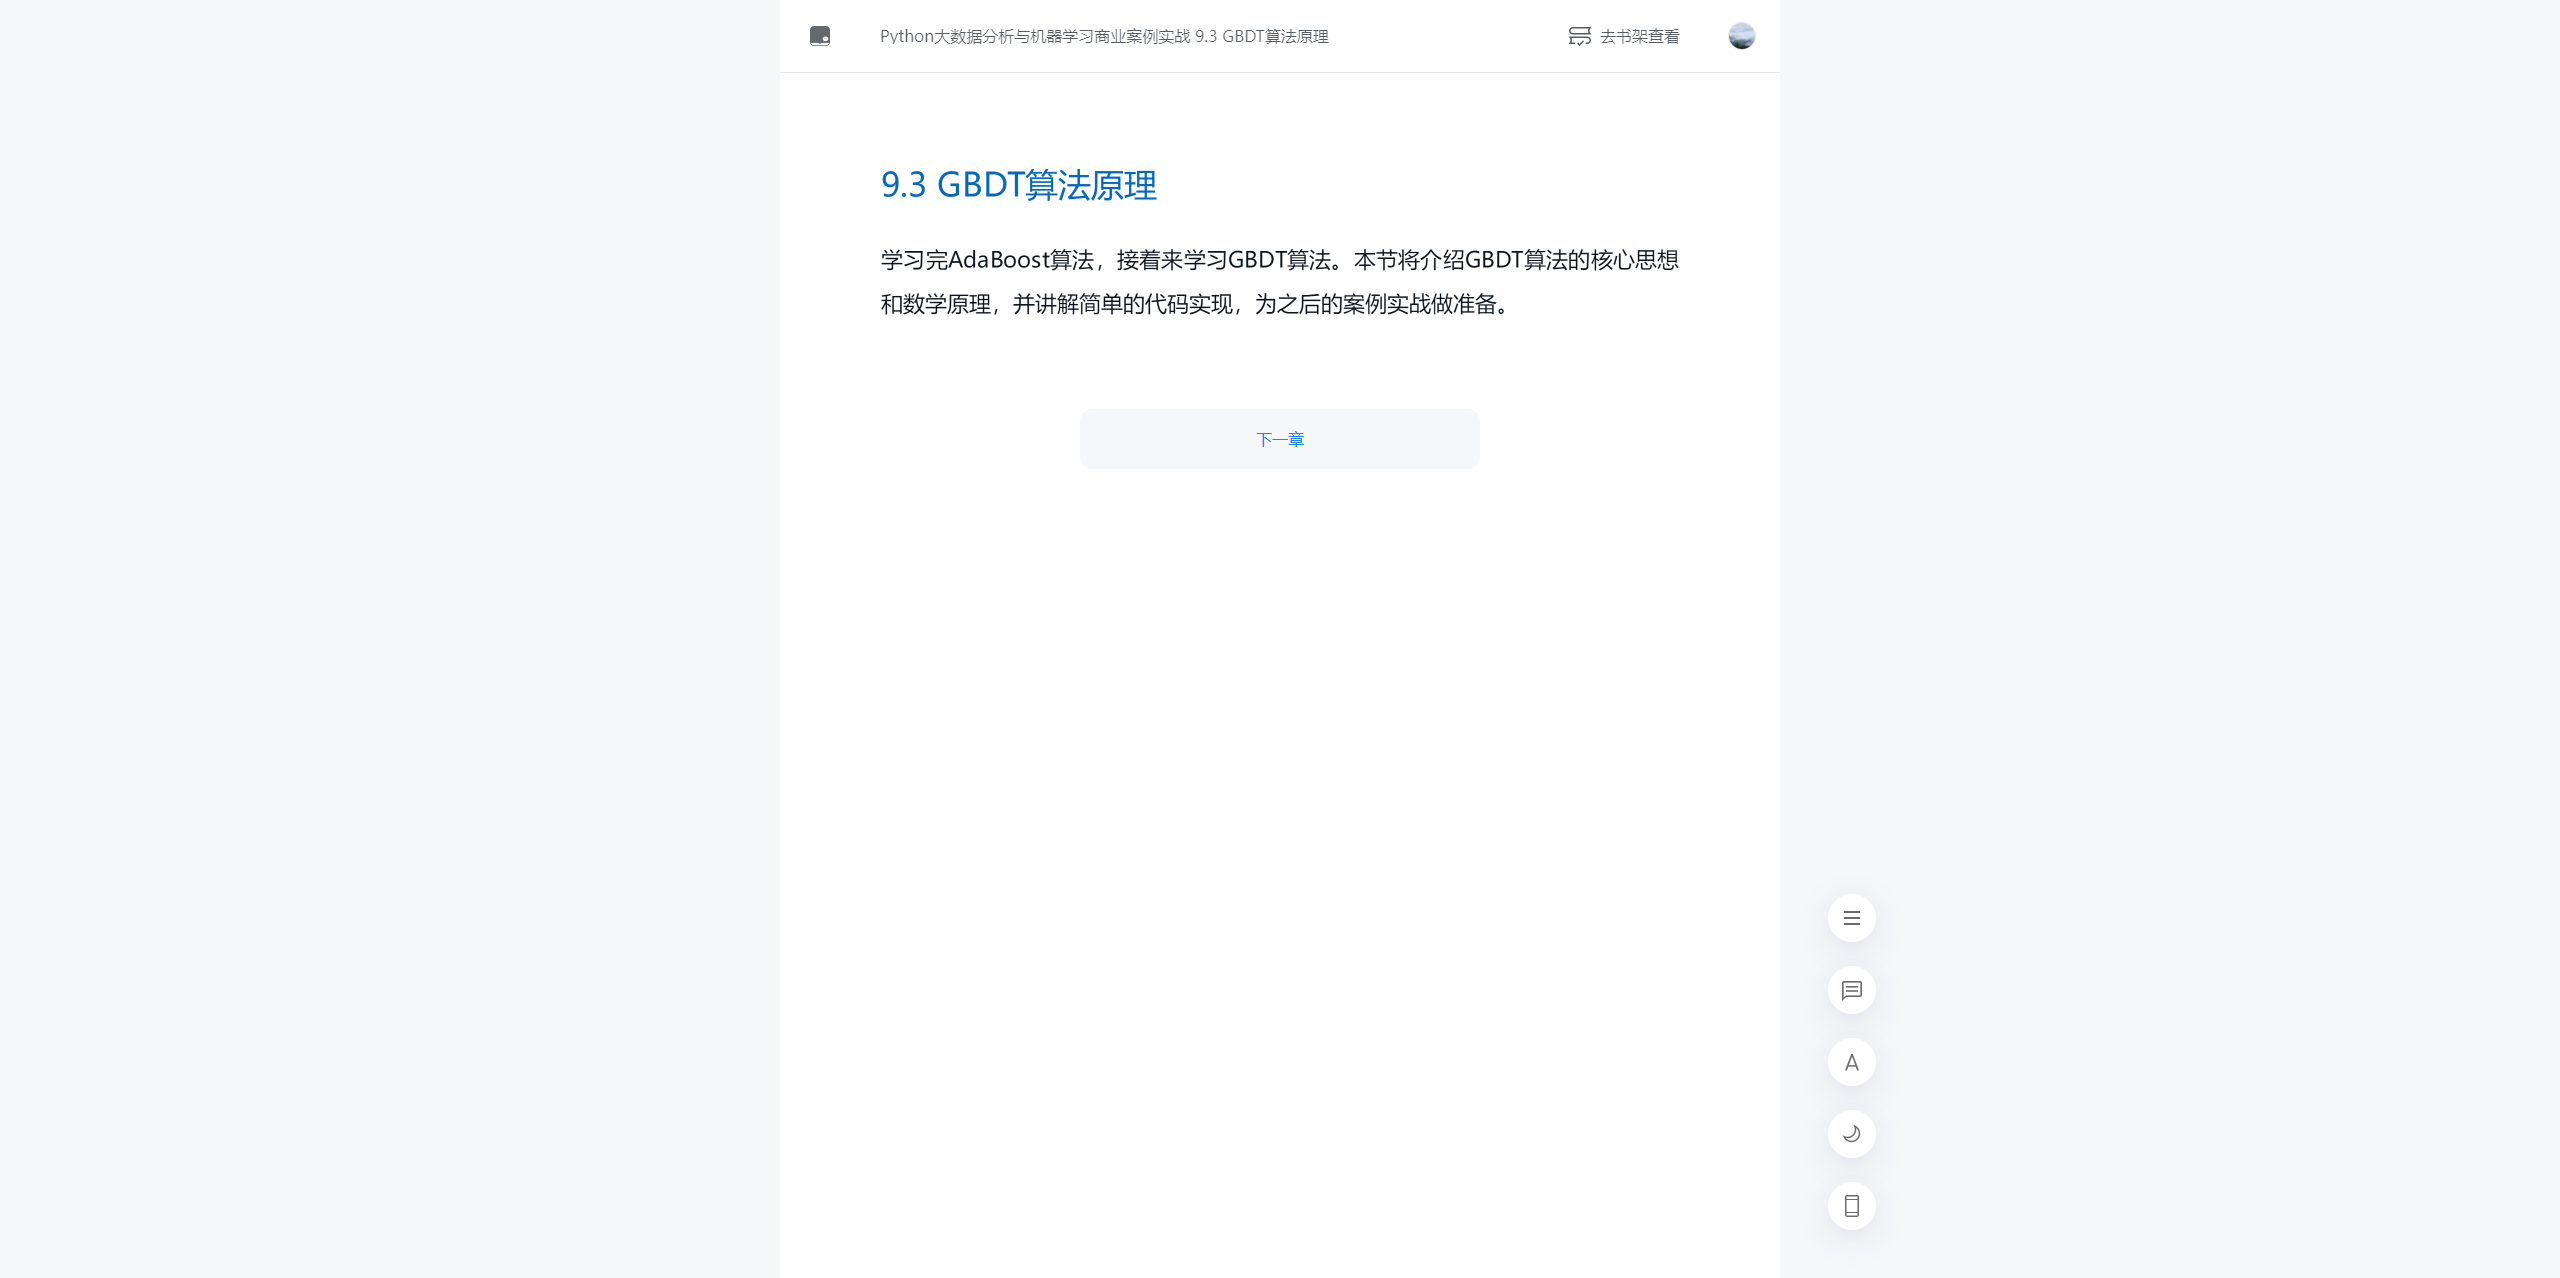 Python大数据分析与机器学习商业案例实战 9.3 GBDT算法原理
去书架查看
9.3 GBDT算法原理
学习完AdaBoost算法，接着来学习GBDT算法。本节将介绍GBDT算法的核心思想
和数学原理，并讲解简单的代码实现，为之后的案例实战做准备。
下一章
A